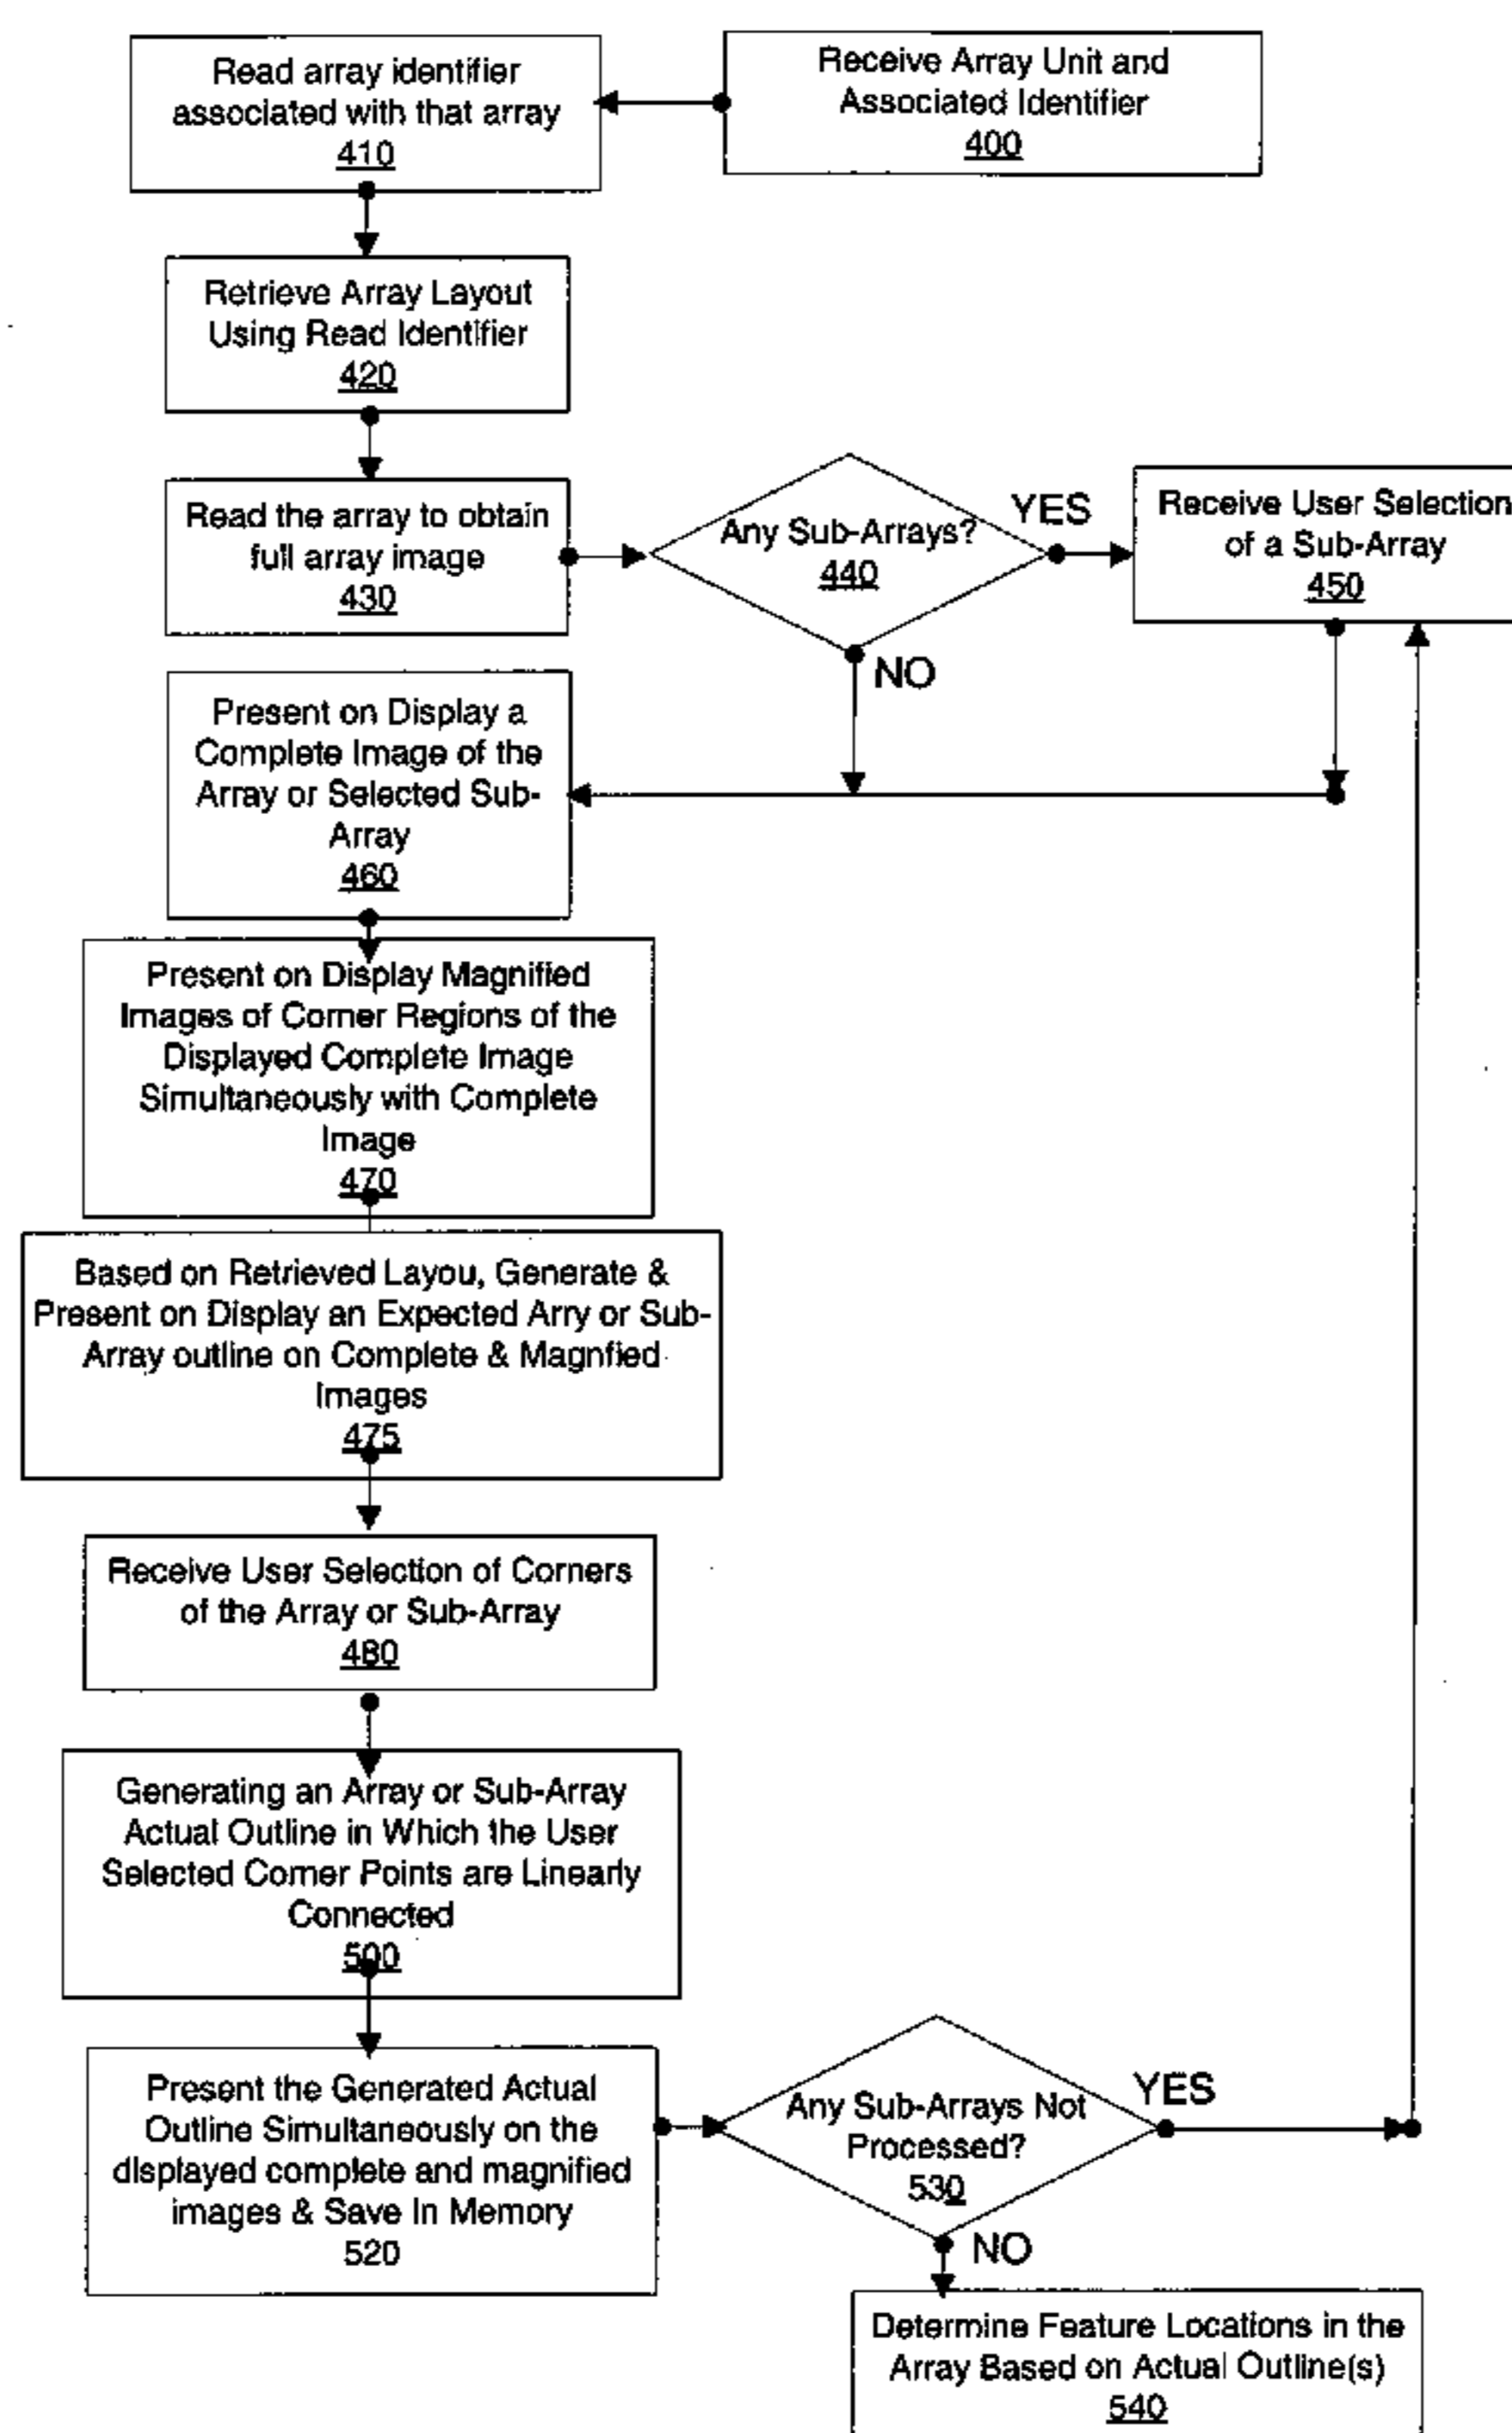 Receive Array Unit and
Associated Identifier
400
Read array identifier
associated with that array
410
Retrieve Array Layout
Using Read Identifier
420
Read the array to obtain
full array image
430
Any Sub-Arrays?
440
YES
NO
Receive User Selection
of a Sub-Array
450
Present on Display a
Complete Image of the
Array or Selected Sub-
Array
460
Present on Display Magnified
Images of Corner Regions of the
Displayed Complete Image
Simultaneously with Complete
Image
470
Based on Retrieved Layou, Generate &
Present on Display an Expected Arry or Sub-
Array outline on Complete & Magnfied
Images
475
Receive User Selection of Corners
of the Array or Sub-Array
480
Generating an Array or Sub-Array
Actual Outline in Which the User
Selected Corner Points are Linearly
Connected
500
Present the Generated Actual
Outline Simultaneously on the
displayed complete and magnified
images & Save In Memory
520
Any Sub-Arrays Not
Processed?
530
YES
NO
Determine Feature Locations in the
Array Based on Actual Outline(s)
540